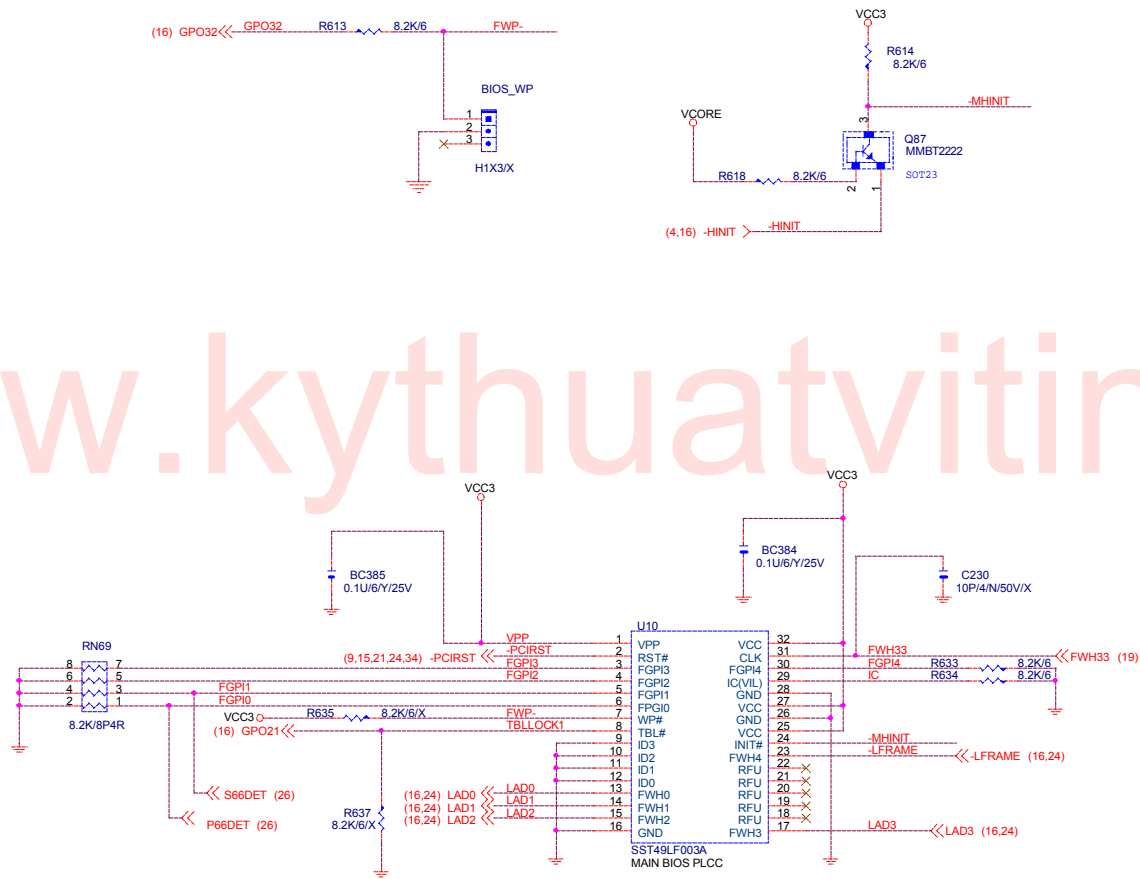 (16) GPO32 GPO32 R613 8.2K/6 FWP-
BIOS_WP
1
2
3
H1X3/X
VCC3
R614
8.2K/6
-MHINIT
VCORE
3
Q87
MMBT2222
SOT23
R618 8.2K/6
2
1
(4,16) -HINIT -HINIT
w.kythuatvitin
VCC3
BC385
0.1U/6/Y/25V
VCC3
BC384
0.1U/6/Y/25V
C230
10P/4/N/50V/X
U10
VPP 1 VPP VCC 32
(9,15,21,24,34) -PCIRST -PCIRST 2 RST# CLK 31 FWH33 FWH33 (19)
FGPI3 3 FGPI3 FGPI4 30 FGPI4 R633 8.2K/6
FGPI2 4 FGPI2 IC(VIL) 29 IC R634 8.2K/6
RN69
8 7
6 5
4 3
2 1
8.2K/8P4R
FGPI1 5 FGPI1 GND 28
FGPI0 6 FPGI0 VCC 27
VCC3 R635 8.2K/6/X FWP- 7 WP# GND 26
(16) GPO21 TBLLOCK1 8 TBL# VCC 25
9 ID3 INIT# 24 -MHINIT
10 ID2 FWH4 23 -LFRAME -LFRAME (16,24)
11 ID1 RFU 22
12 ID0 RFU 21
(16,24) LAD0 LAD0 13 FWH0 RFU 20
(16,24) LAD1 LAD1 14 FWH1 RFU 19
(16,24) LAD2 LAD2 15 FWH2 RFU 18
16 GND FWH3 17 LAD3 LAD3 (16,24)
S66DET (26)
P66DET (26)
R637
8.2K/6/X
SST49LF003A
MAIN BIOS PLCC